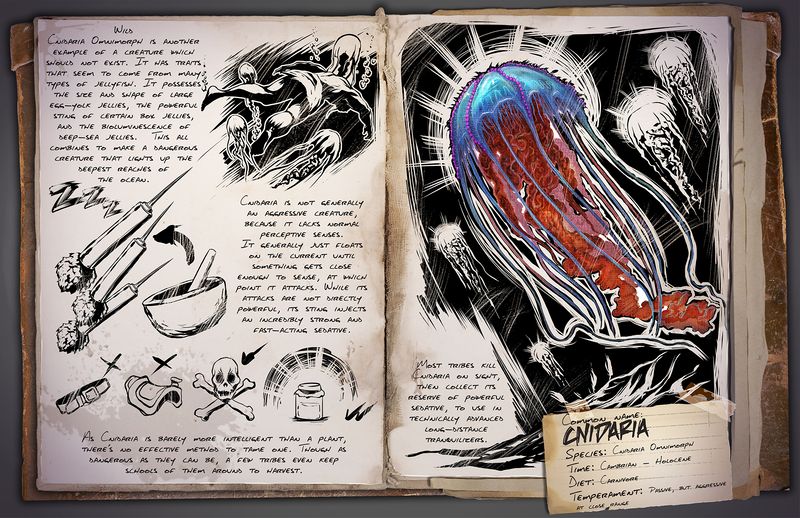 Wild
Cnidaria Omnimorph is another
example of a creature which
should not exist. It has traits
that seem to come from many
types of jellyfish. It possesses
the size and shape of large
egg-yolk jellies, the powerful
sting of certain box jellies,
and the bioluminescence of
deep-sea jellies. This all
combines to make a dangerous
creature that lights up the
deepest reaches of
the ocean.
ZZZZ
Cnidaria is not generally
an aggressive creature,
because it lacks normal
perceptive senses.
It generally just floats
on the current until
something gets close
enough to sense, at which
point it attacks. While its
attacks are not directly
powerful, its sting injects
an incredibly strong and
fast-acting sedative.
As Cnidaria is barely more intelligent than a plant,
there's no effective method to tame one. Though as
dangerous as they can be, a few tribes even keep
schools of them around to harvest.
Most tribes kill
Cnidaria on sight,
then collect its
reserve of powerful
sedative, to use in
technically advanced
long-distance
tranquilizers.
Common name:
CNIDARIA
Species: Cnidaria Omnimorph
Time: Cambrian - Holocene
Diet: Carnivore
Temperament: Passive, but aggressive
at close range